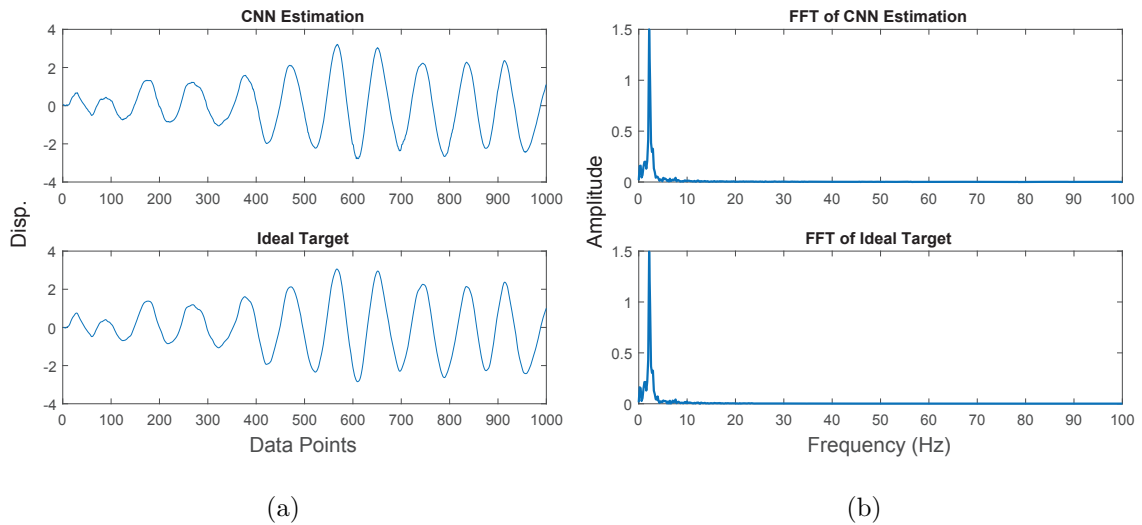 CNN Estimation
4
2
0
-2
-4
0 100 200 300 400 500 600 700 800 900 1000
Ideal Target
4
2
0
-2
-4
0 100 200 300 400 500 600 700 800 900 1000
Disp.
Data Points
(a)
FFT of CNN Estimation
1.5
1
0.5
0
0 10 20 30 40 50 60 70 80 90 100
FFT of Ideal Target
1.5
1
0.5
0
0 10 20 30 40 50 60 70 80 90 100
Amplitude
Frequency (Hz)
(b)